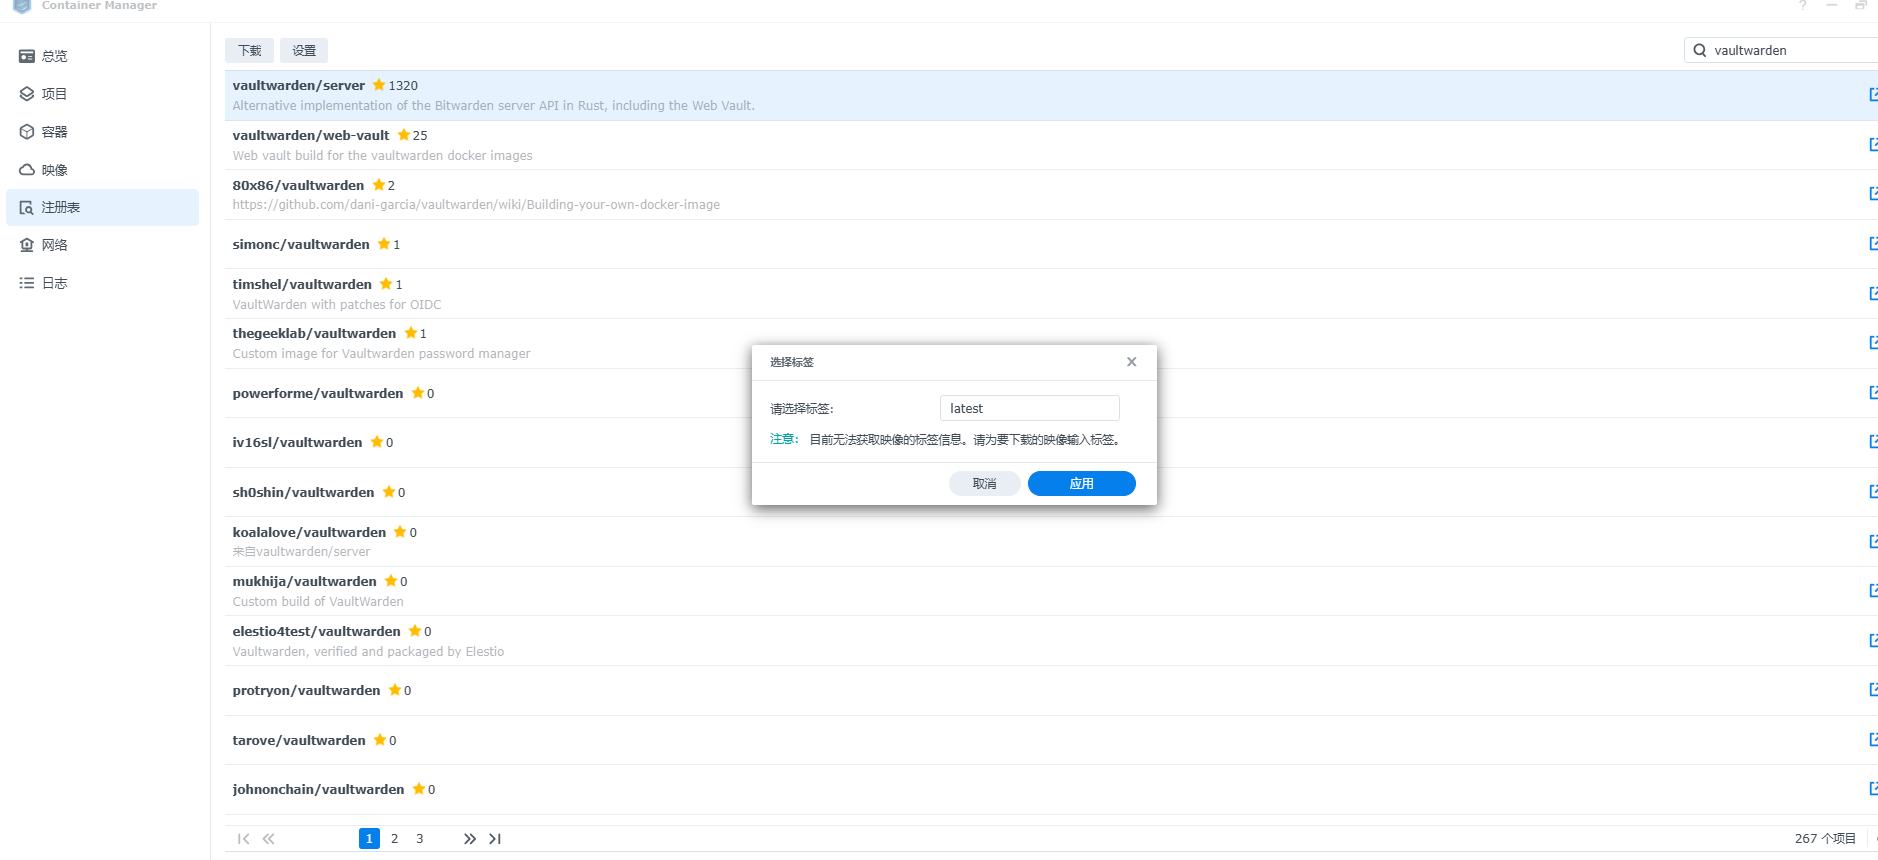 Container Manager
总览
项目
容器
映像
注册表
网络
日志
下载 设置
vaultwarden
vaultwarden/server 1320
Alternative implementation of the Bitwarden server API in Rust, including the Web Vault.
vaultwarden/web-vault 25
Web vault build for the vaultwarden docker images
80x86/vaultwarden 2
https://github.com/dani-garcia/vaultwarden/wiki/Building-your-own-docker-image
simonc/vaultwarden 1
timshel/vaultwarden 1
VaultWarden with patches for OIDC
thegeeklab/vaultwarden 1
Custom image for Vaultwarden password manager
powerforme/vaultwarden 0
iv16sl/vaultwarden 0
sh0shin/vaultwarden 0
koalalove/vaultwarden 0
来自vaultwarden/server
mukhija/vaultwarden 0
Custom build of VaultWarden
elestio4test/vaultwarden 0
Vaultwarden, verified and packaged by Elestio
protryon/vaultwarden 0
tarove/vaultwarden 0
johnonchain/vaultwarden 0
选择标签
请选择标签: latest
注意: 目前无法获取映像的标签信息。请为要下载的映像输入标签。
取消 应用
1 2 3
267 个项目